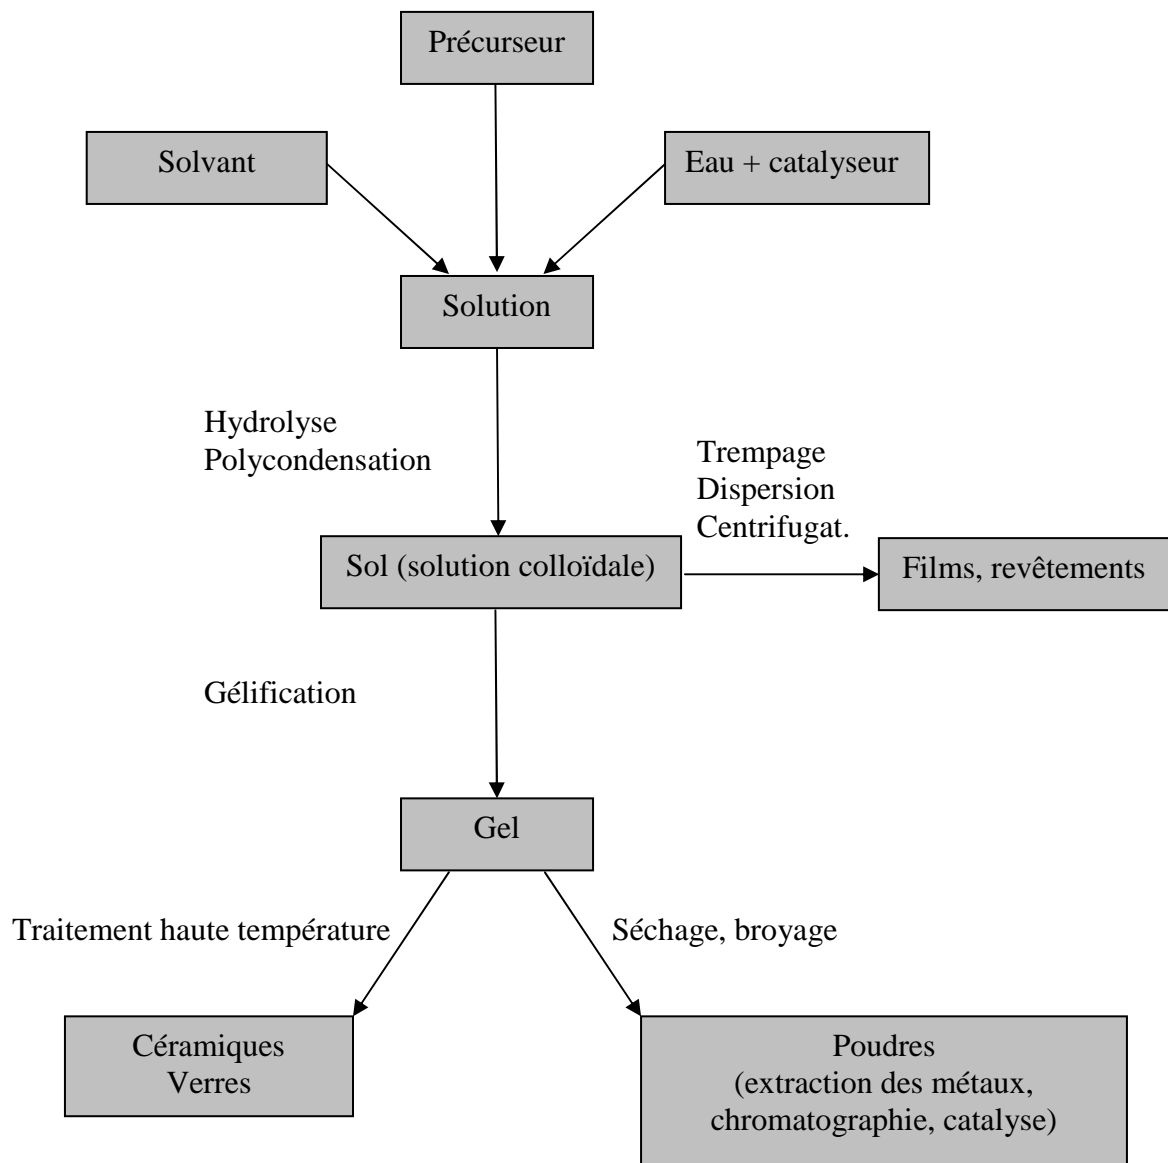 Précurseur
Solvant
Eau + catalyseur
Solution
Hydrolyse
Polycondensation
Trempage
Dispersion
Centrifugat.
Sol (solution colloïdale)
Films, revêtements
Gélification
Gel
Traitement haute température
Séchage, broyage
Céramiques
Verres
Poudres
(extraction des métaux,
chromatographie, catalyse)